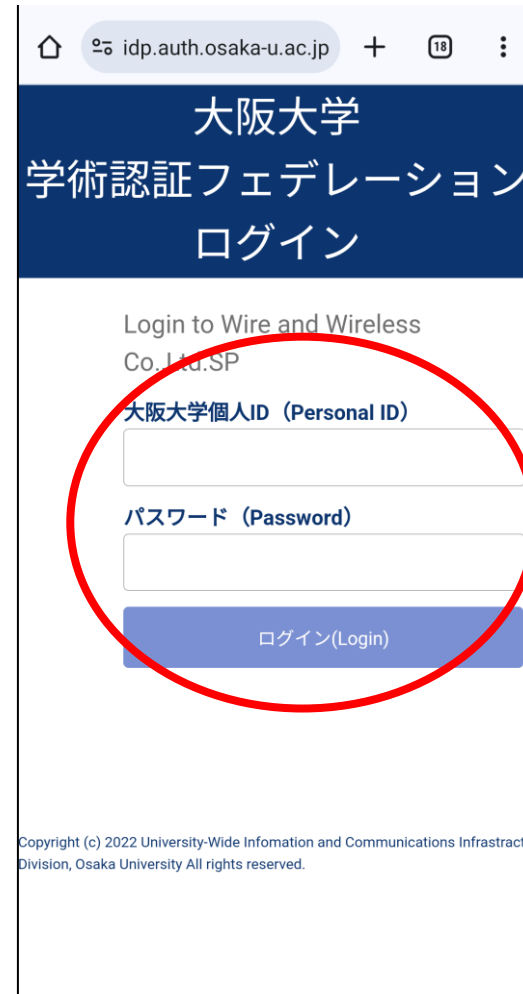 idp.auth.osaka-u.ac.jp
18
大阪大学
学術認証フェデレーション
ログイン
Login to Wire and Wireless
Co.,Ltd.SP
大阪大学個人ID（Personal ID）
パスワード（Password）
ログイン(Login)
Copyright (c) 2022 University-Wide Infomation and Communications Infrastract
Division, Osaka University All rights reserved.